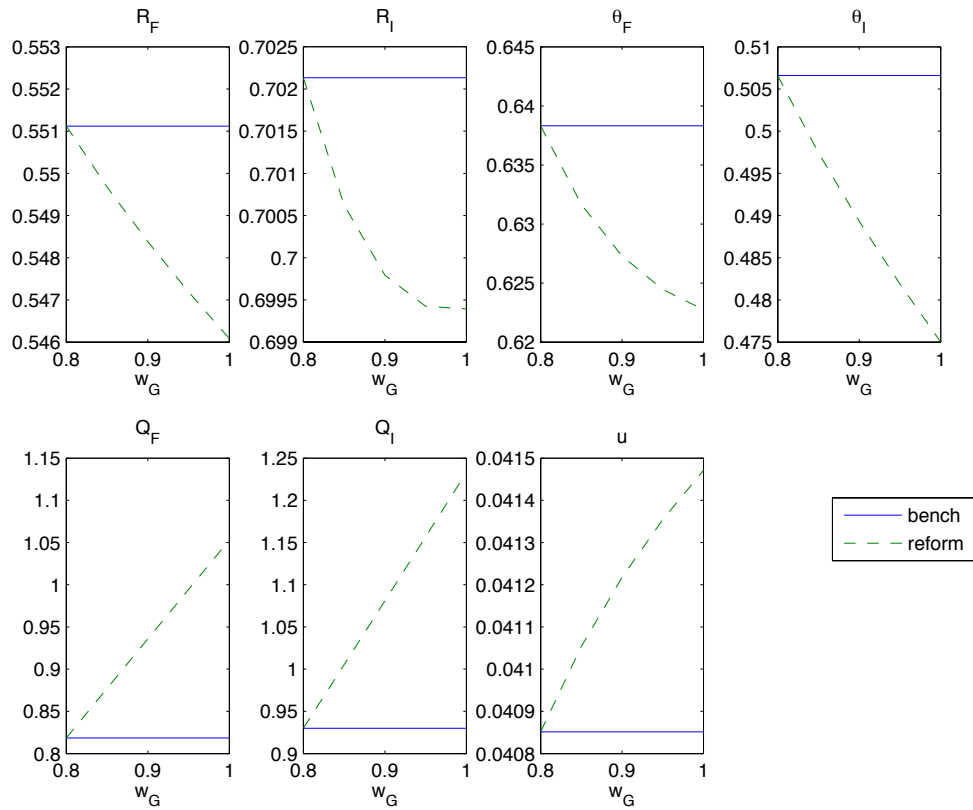 R_F
0.553
0.552
0.551
0.55
0.549
0.548
0.547
0.546
0.8 0.9 1
w_G
R_I
0.7025
0.702
0.7015
0.701
0.7005
0.7
0.6995
0.699
0.8 0.9 1
w_G
θ_F
0.645
0.64
0.635
0.63
0.625
0.62
0.8 0.9 1
w_G
θ_I
0.51
0.505
0.5
0.495
0.49
0.485
0.48
0.475
0.8 0.9 1
w_G
Q_F
1.15
1.1
1.05
1
0.95
0.9
0.85
0.8
0.8 0.9 1
w_G
Q_I
1.25
1.2
1.15
1.1
1.05
1
0.95
0.9
0.8 0.9 1
w_G
u
0.0415
0.0414
0.0413
0.0412
0.0411
0.041
0.0409
0.0408
0.8 0.9 1
w_G
bench
reform